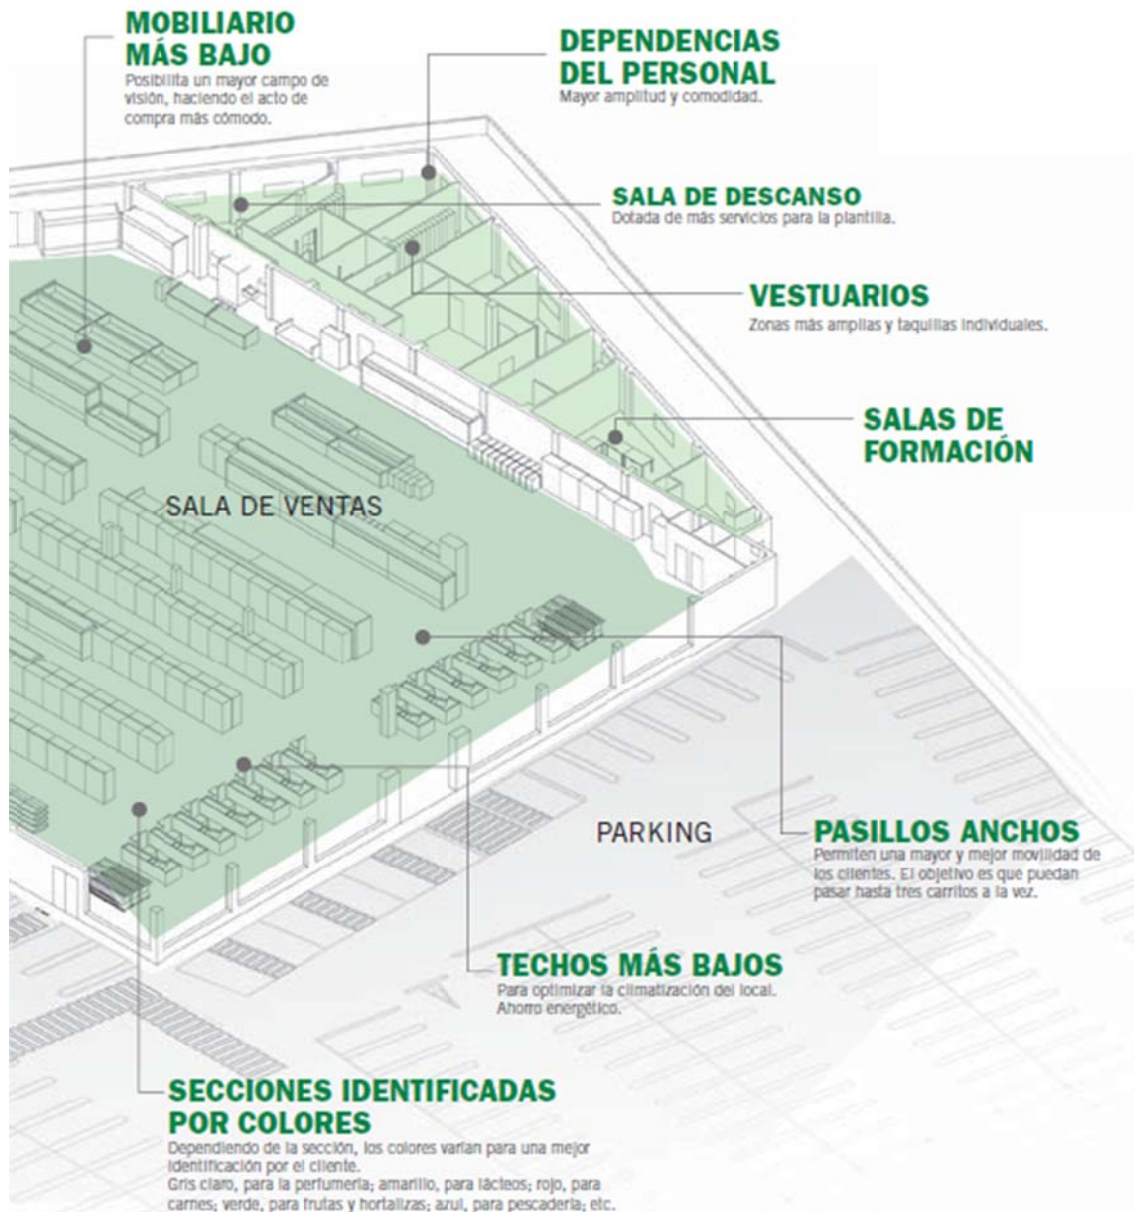 MOBILIARIO
MÁS BAJO
Posibilita un mayor campo de
visión, haciendo el acto de
compra más cómodo.
DEPENDENCIAS
DEL PERSONAL
Mayor amplitud y comodidad.
SALA DE DESCANSO
Dotada de más servicios para la plantilla.
VESTUARIOS
Zonas más amplias y taquillas individuales.
SALAS DE
FORMACIÓN
SALA DE VENTAS
PARKING
PASILLOS ANCHOS
Permiten una mayor y mejor movilidad de
los clientes. El objetivo es que puedan
pasar hasta tres carritos a la vez.
TECHOS MÁS BAJOS
Para optimizar la climatización del local.
Ahorro energético.
SECCIONES IDENTIFICADAS
POR COLORES
Dependiendo de la sección, los colores varían para una mejor
identificación por el cliente.
Gris claro, para la perfumería; amarillo, para lácteos; rojo, para
carnes; verde, para frutas y hortalizas; azul, para pescadería; etc.